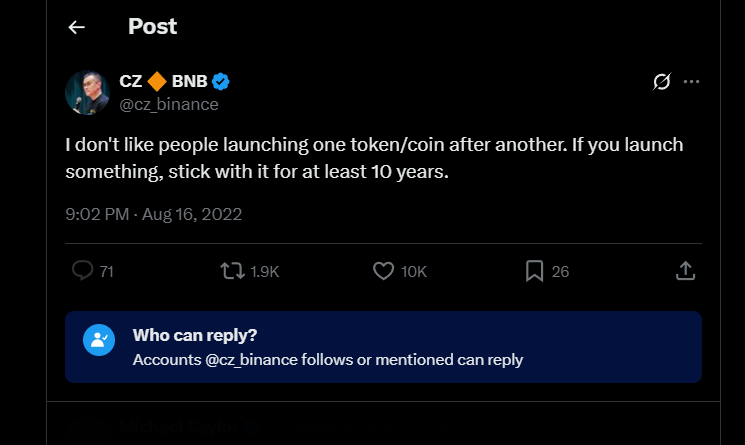 Post
CZ 🔶 BNB
@cz_binance
I don't like people launching one token/coin after another. If you launch
something, stick with it for at least 10 years.
9:02 PM · Aug 16, 2022
71 1.9K 10K 26
Who can reply?
Accounts @cz_binance follows or mentioned can reply
Michael Saylor